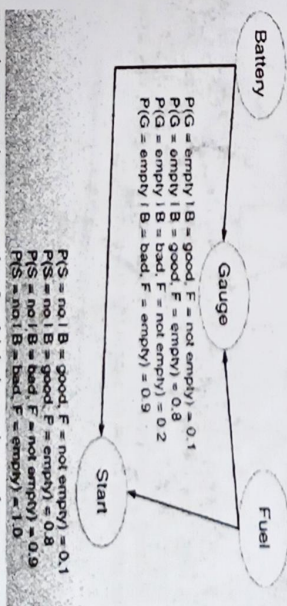 Battery
Gauge
Fuel
P(G = empty | B = good, F = not empty) = 0.1
P(G = empty | B = good, F = empty) = 0.8
P(G = empty | B = bad, F = not empty) = 0.2
P(G = empty | B = bad, F = empty) = 0.9
Start
P(S = no | B = good, F = not empty) = 0.1
P(S = no | B = good, F = empty) = 0.8
P(S = no | B = bad, F = not empty) = 0.9
P(S = no | B = bad, F = empty) = 1.0